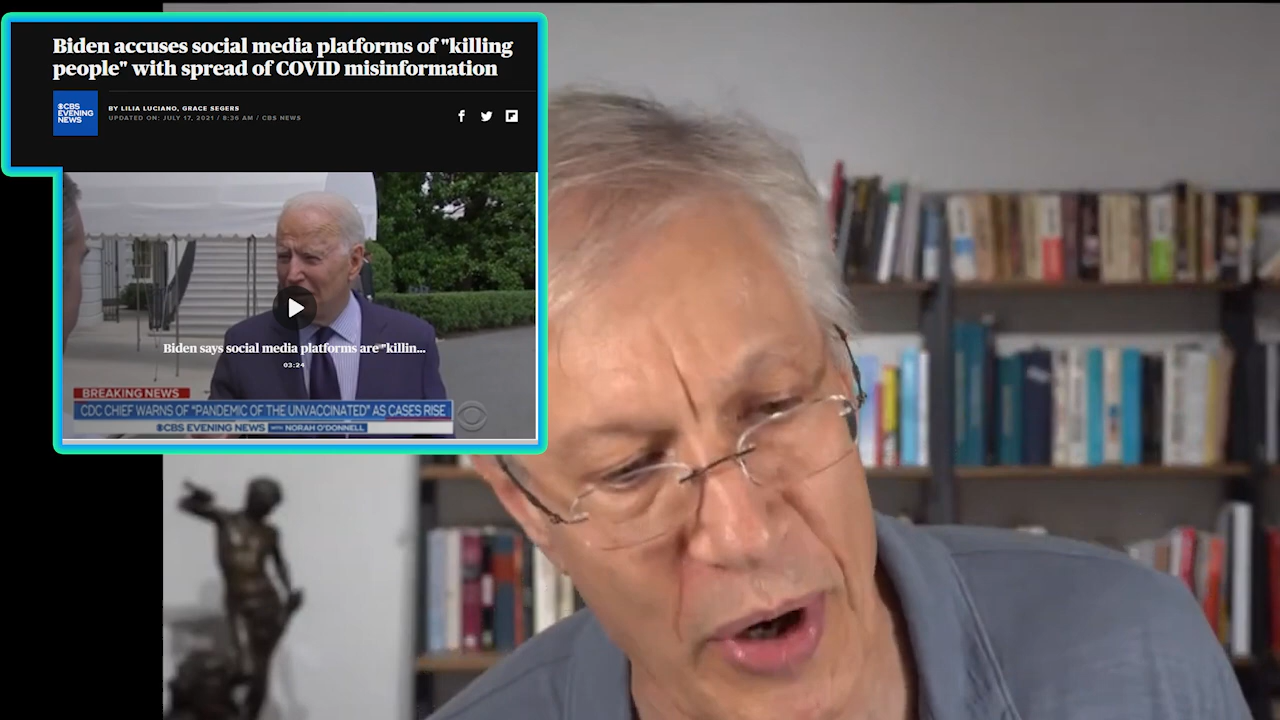 Biden accuses social media platforms of "killing
people" with spread of COVID misinformation
CBS
EVENING
NEWS
BY LILIA LUCIANO, GRACE SEGERS
UPDATED ON: JULY 17, 2021 / 8:36 AM / CBS NEWS
Biden says social media platforms are "killin...
03:24
BREAKING NEWS
CDC CHIEF WARNS OF "PANDEMIC OF THE UNVACCINATED" AS CASES RISE
CBS EVENING NEWS WITH NORAH O'DONNELL